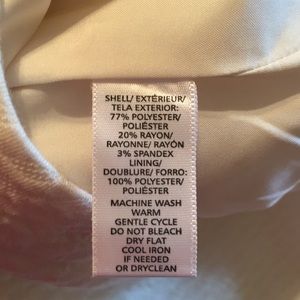 SHELL/ EXTÉRIEUR/
TELA EXTERIOR:
77% POLYESTER/
POLIÉSTER
20% RAYON/
RAYONNE/ RAYÓN
3% SPANDEX
LINING/
DOUBLURE/ FORRO:
100% POLYESTER/
POLIÉSTER
MACHINE WASH
WARM
GENTLE CYCLE
DO NOT BLEACH
DRY FLAT
COOL IRON
IF NEEDED
OR DRYCLEAN